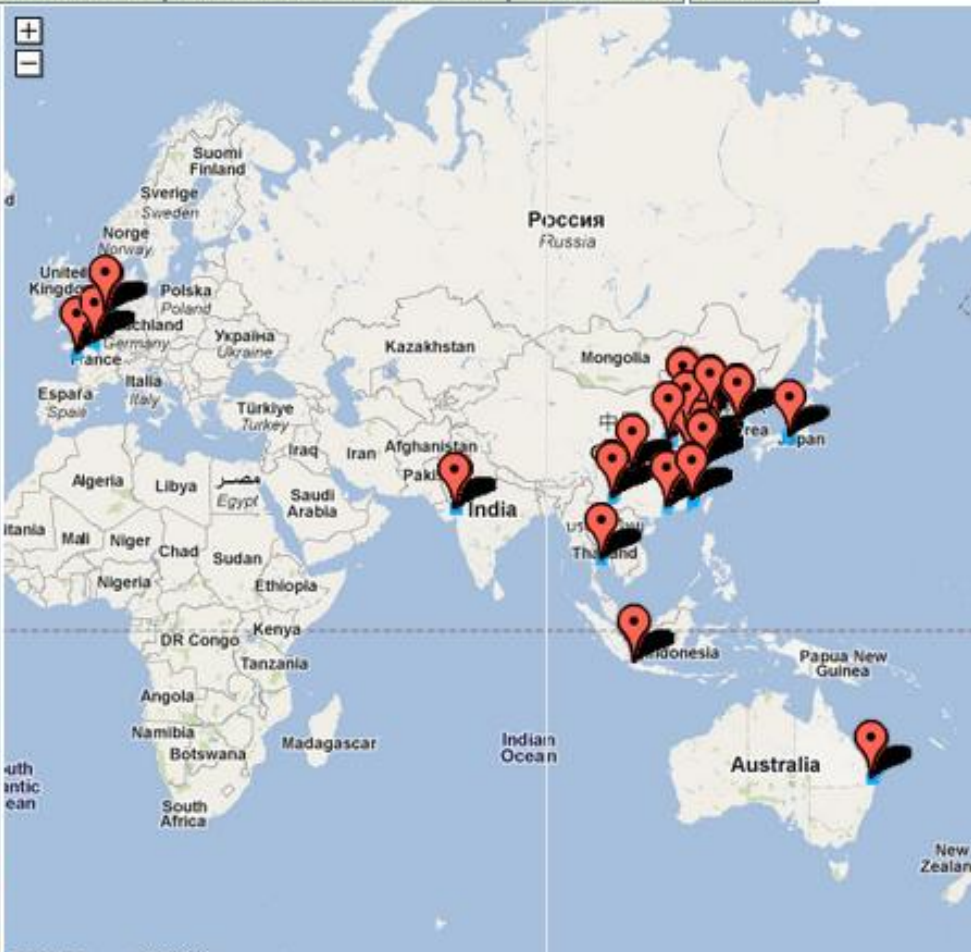 +
−
Suomi
Finland
Sverige
Sweden
Norge
Norway
Россия
Russia
United
Polska
Poland
Germany
Україна
Ukraine
France
Kazakhstan
Mongolia
Italia
Italy
España
Spain
Türkiye
Turkey
Japan
Iraq
Iran
Afghanistan
Algeria
Libya
مصر
Egypt
Saudi
Arabia
India
Mali
Niger
Chad
Sudan
Thailand
Nigeria
Ethiopia
DR Congo
Kenya
Indonesia
Tanzania
Papua New
Guinea
Angola
Namibia
Botswana
Madagascar
Indian
Ocean
Australia
South
Africa
New